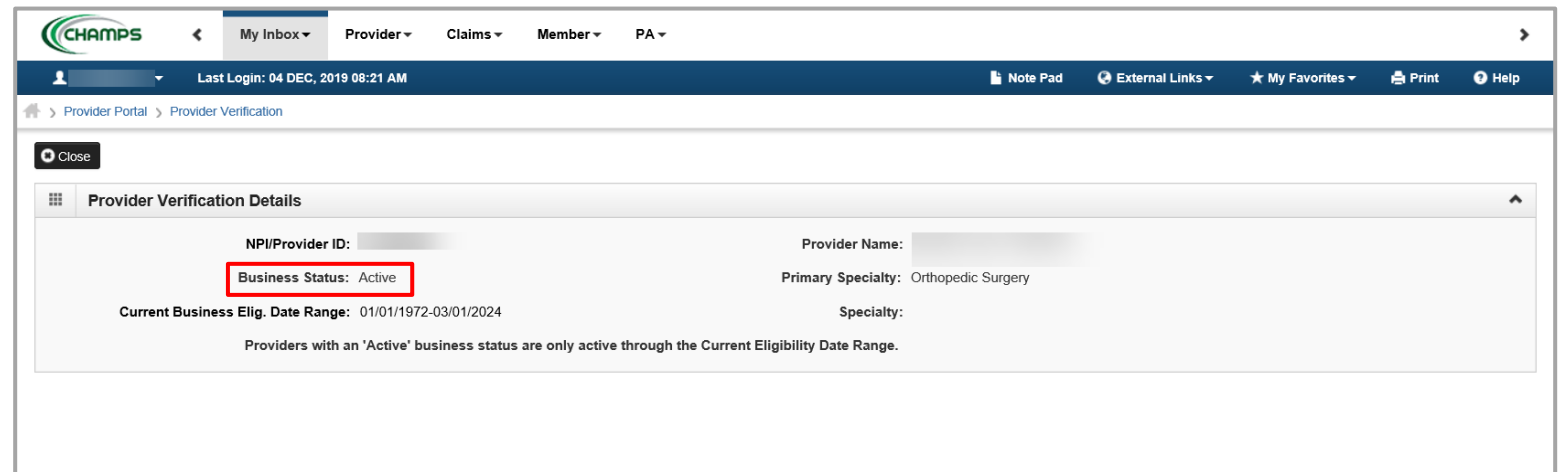 CHAMPS My Inbox Provider Claims Member PA
Last Login: 04 DEC, 2019 08:21 AM Note Pad External Links My Favorites Print Help
Provider Portal > Provider Verification
Close
Provider Verification Details
NPI/Provider ID: Provider Name:
Business Status: Active Primary Specialty: Orthopedic Surgery
Current Business Elig. Date Range: 01/01/1972-03/01/2024 Specialty:
Providers with an 'Active' business status are only active through the Current Eligibility Date Range.